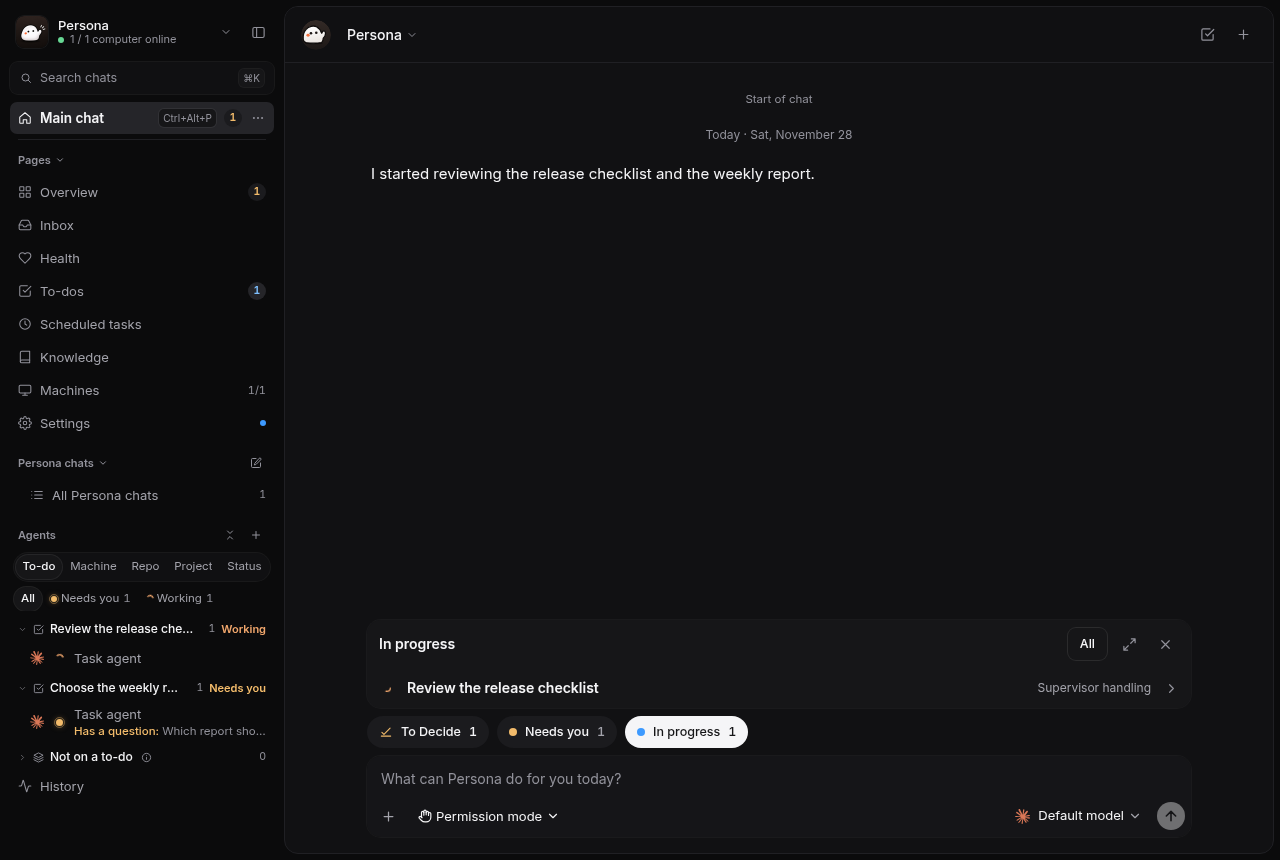 Persona
1 / 1 computer online
Search chats
⌘K
Main chat
Ctrl+Alt+P
1
Pages
Overview
1
Inbox
Health
To-dos
1
Scheduled tasks
Knowledge
Machines
1/1
Settings
Persona chats
All Persona chats
1
Agents
To-do
Machine
Repo
Project
Status
All
Needs you 1
Working 1
Review the release che...
1
Working
Task agent
Choose the weekly r...
1
Needs you
Task agent
Has a question: Which report sho...
Not on a to-do
0
History
Persona
Start of chat
Today · Sat, November 28
I started reviewing the release checklist and the weekly report.
In progress
All
Review the release checklist
Supervisor handling
To Decide 1
Needs you 1
In progress 1
What can Persona do for you today?
Permission mode
Default model